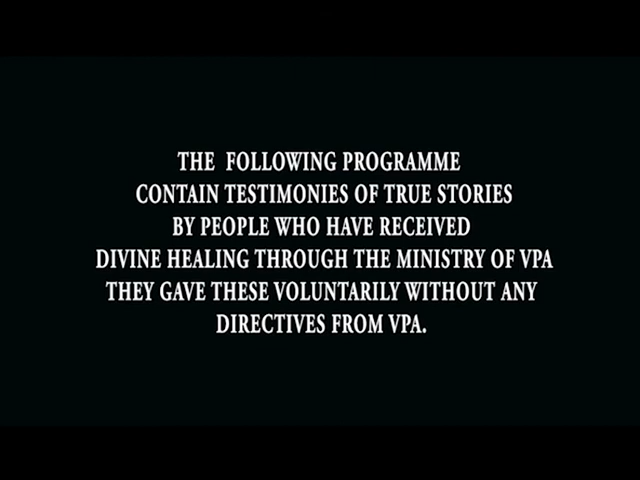 THE FOLLOWING PROGRAMME
CONTAIN TESTIMONIES OF TRUE STORIES
BY PEOPLE WHO HAVE RECEIVED
DIVINE HEALING THROUGH THE MINISTRY OF VPA
THEY GAVE THESE VOLUNTARILY WITHOUT ANY
DIRECTIVES FROM VPA.